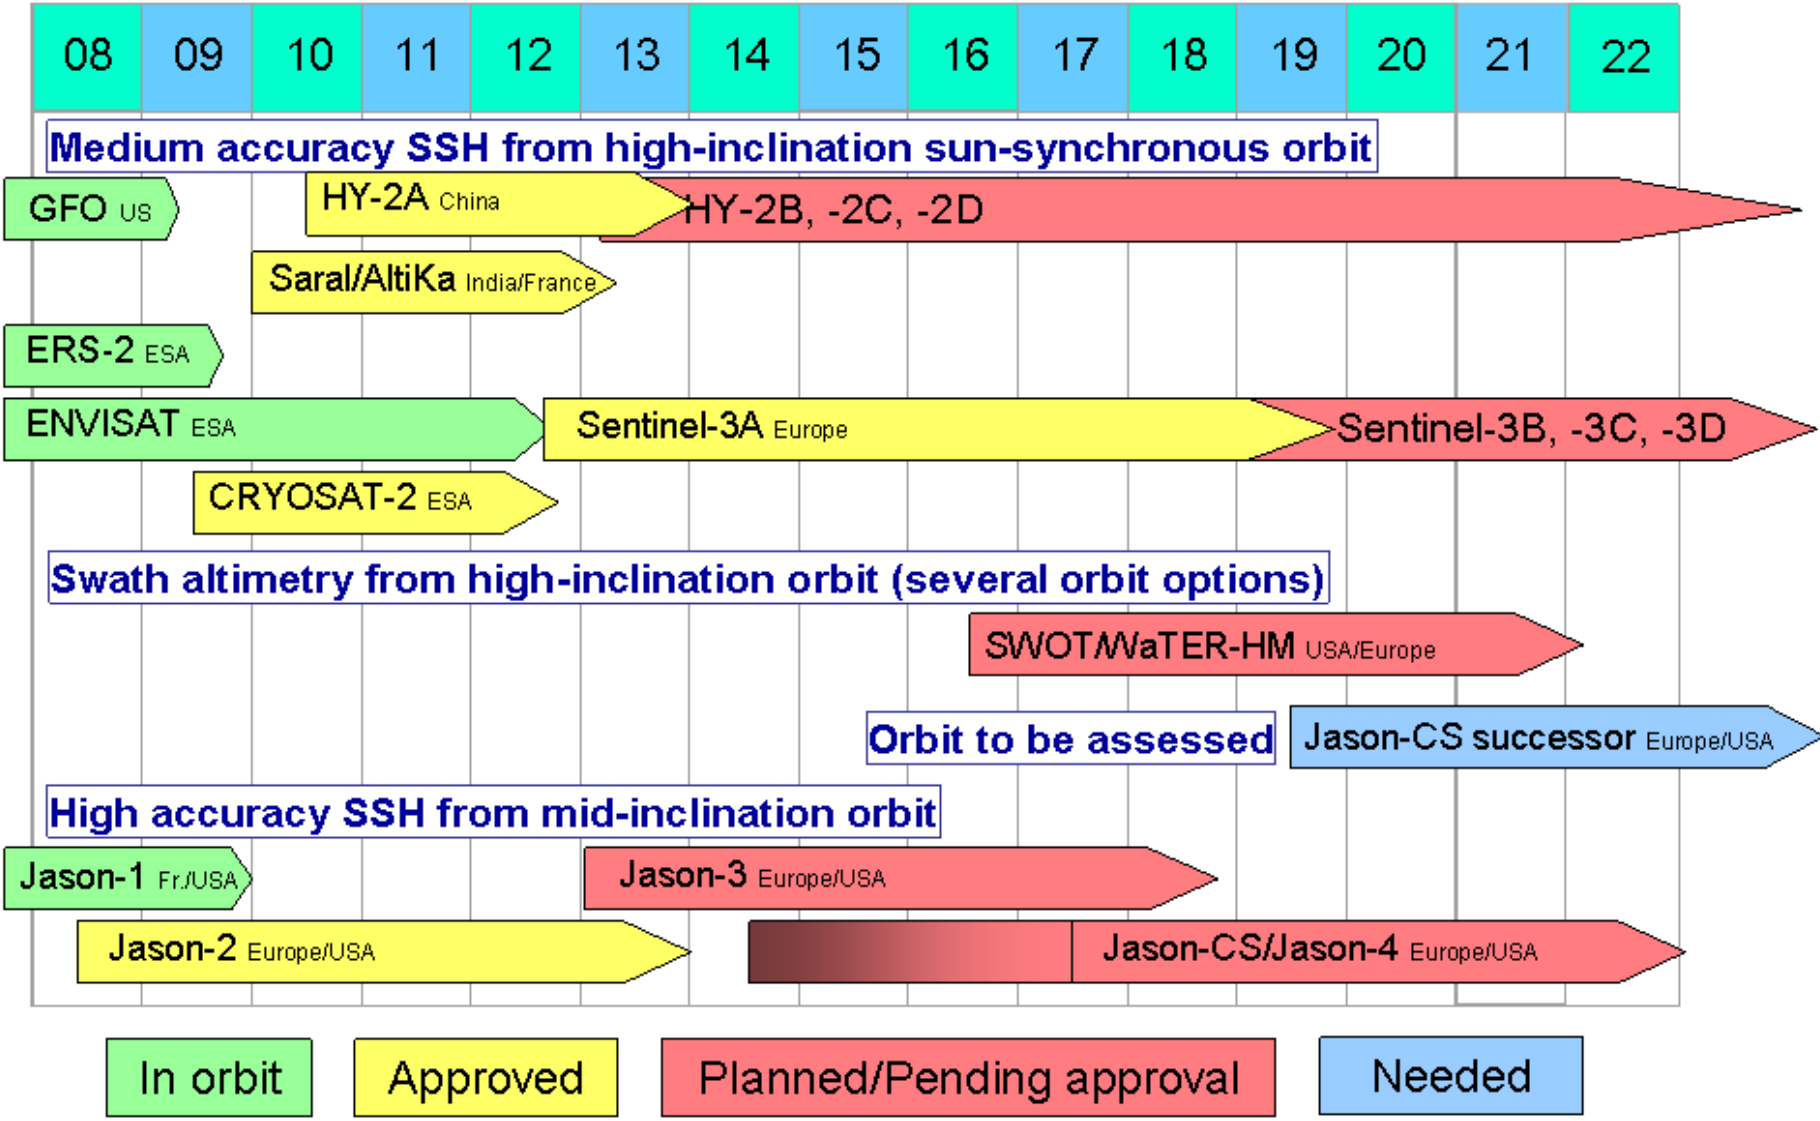 08 09 10 11 12 13 14 15 16 17 18 19 20 21 22
Medium accuracy SSH from high-inclination sun-synchronous orbit
GFO US
HY-2A China
HY-2B, -2C, -2D
Saral/AltiKa India/France
ERS-2 ESA
ENVISAT ESA
Sentinel-3A Europe
Sentinel-3B, -3C, -3D
CRYOSAT-2 ESA
Swath altimetry from high-inclination orbit (several orbit options)
SWOT/WaTER-HM USA/Europe
Orbit to be assessed
Jason-CS successor Europe/USA
High accuracy SSH from mid-inclination orbit
Jason-1 Fr./USA
Jason-3 Europe/USA
Jason-2 Europe/USA
Jason-CS/Jason-4 Europe/USA
In orbit
Approved
Planned/Pending approval
Needed